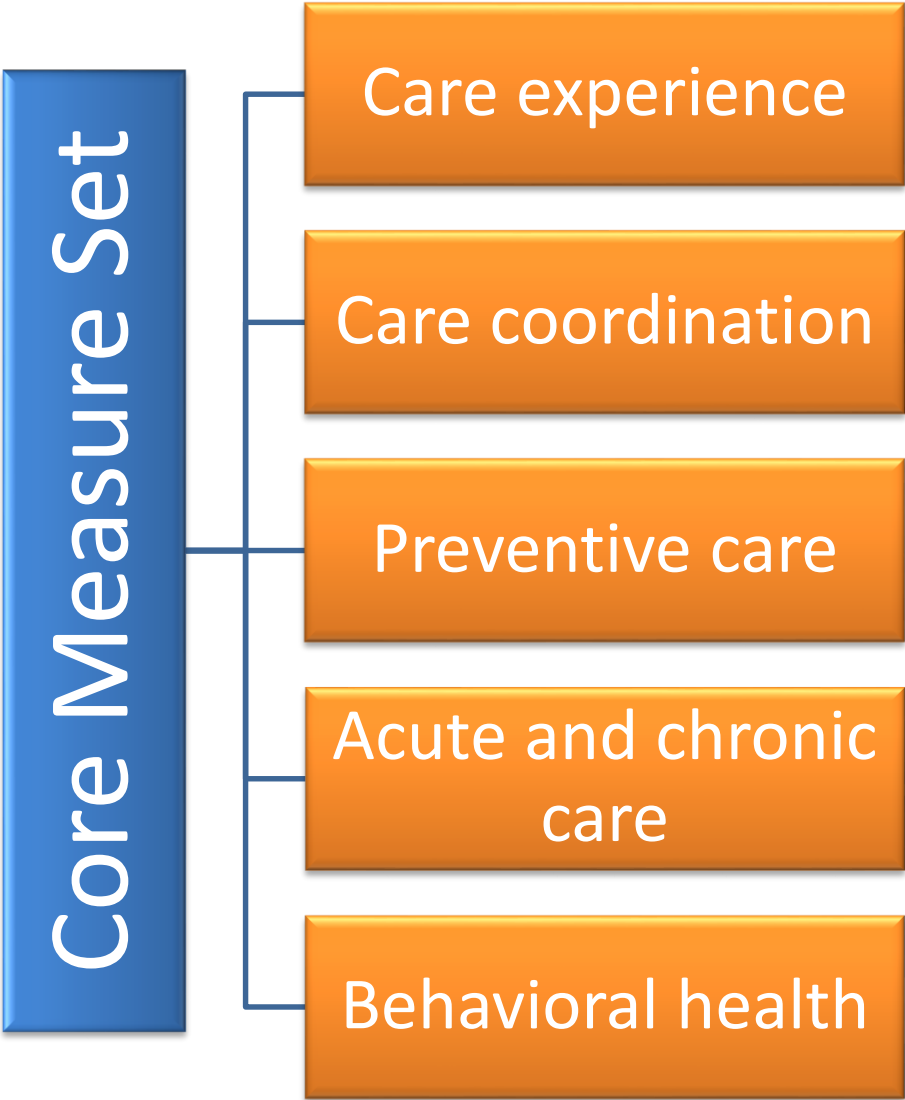 Core Measure Set
Care experience
Care coordination
Preventive care
Acute and chronic
care
Behavioral health